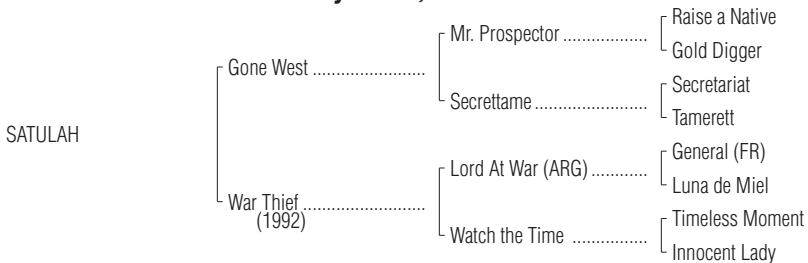 Raise a Native
Mr. Prospector ..................
Gold Digger
Gone West ........................
Secretariat
Secrettame ........................
Tamerett
SATULAH
General (FR)
Lord At War (ARG) ............
Luna de Miel
War Thief ..........................
(1992)
Timeless Moment
Watch the Time ................
Innocent Lady